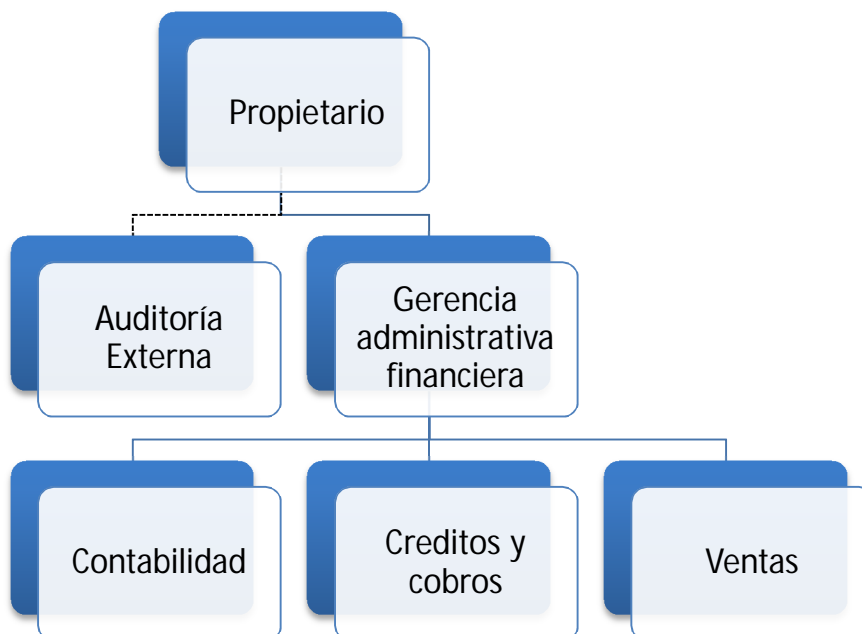 Propietario
Auditoría
Externa
Gerencia
administrativa
financiera
Contabilidad
Creditos y
cobros
Ventas